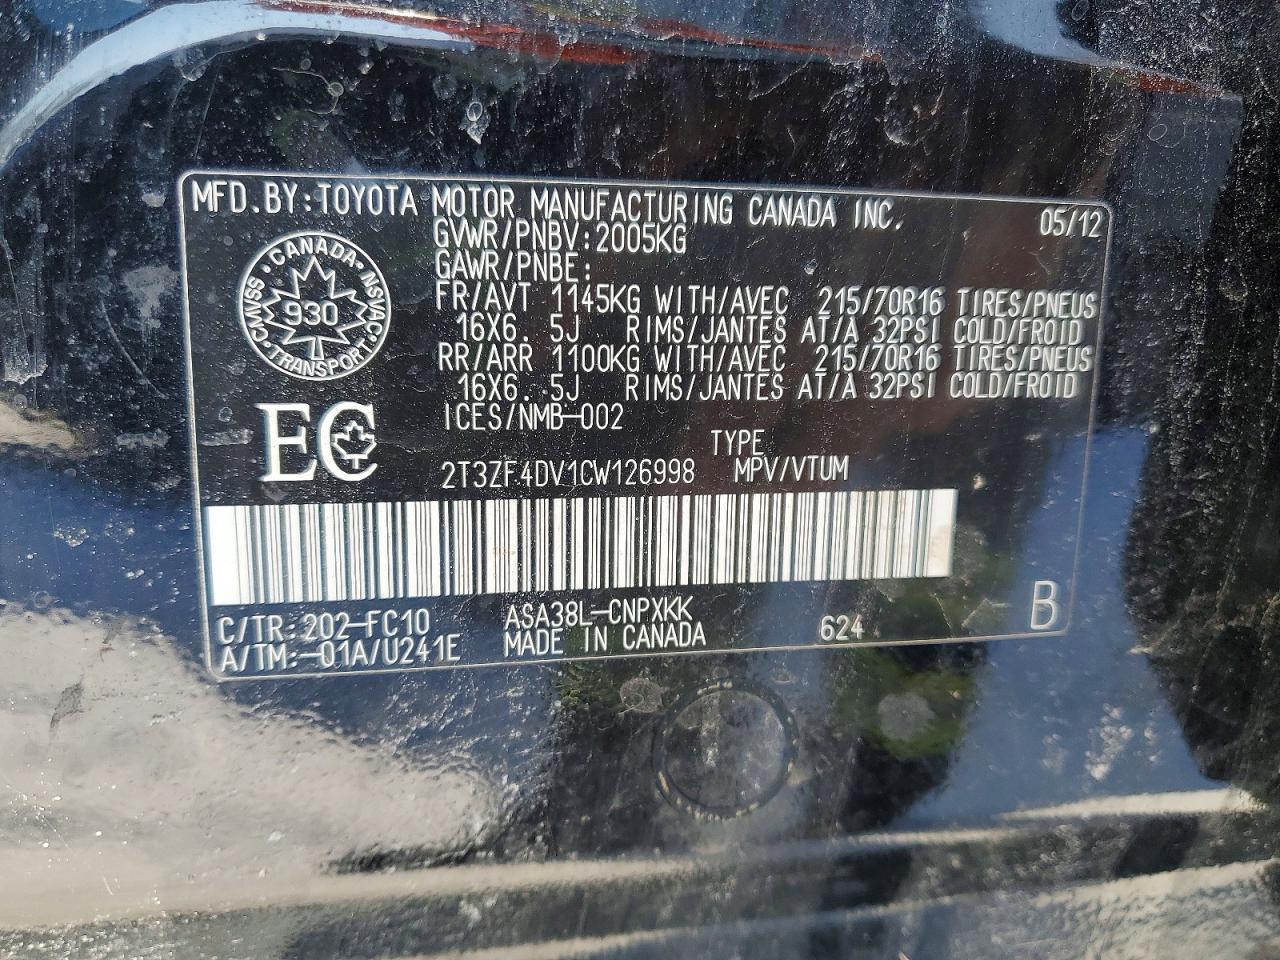 MFD.BY:TOYOTA MOTOR MANUFACTURING CANADA INC. 05/12
GVWR/PNBV:2005KG
GAWR/PNBE:
FR/AVT 1145KG WITH/AVEC 215/70R16 TIRES/PNEUS
16X6. 5J RIMS/JANTES AT/A 32PSI COLD/FROID
RR/ARR 1100KG WITH/AVEC 215/70R16 TIRES/PNEUS
16X6. 5J RIMS/JANTES AT/A 32PSI COLD/FROID
ICES/NMB-002
CANADA
NSVAC
930
CMVSS
TRANSPORT
EC
TYPE
2T3ZF4DV1CW126998 MPV/VTUM
C/TR:202-FC10 ASA38L-CNPXKK
A/TM:-01A/U241E MADE IN CANADA 624 B